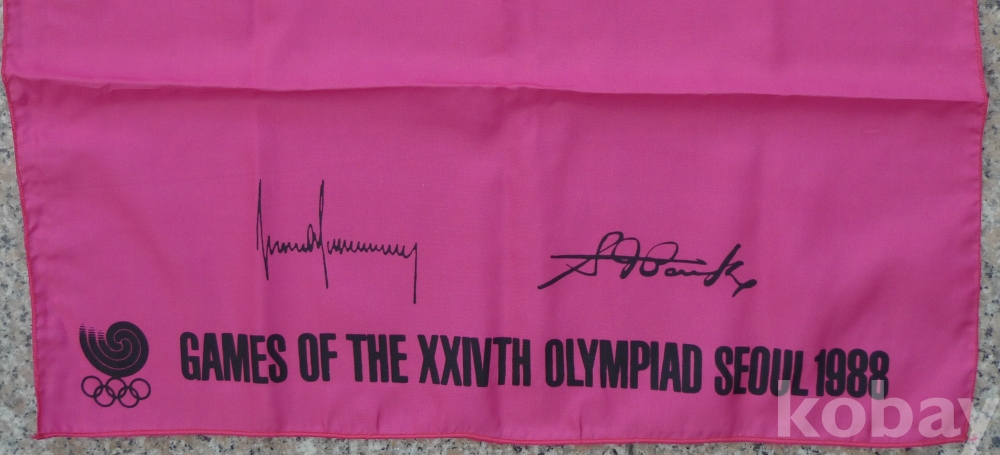 GAMES OF THE XXIVTH OLYMPIAD SEOUL 1988
kobay